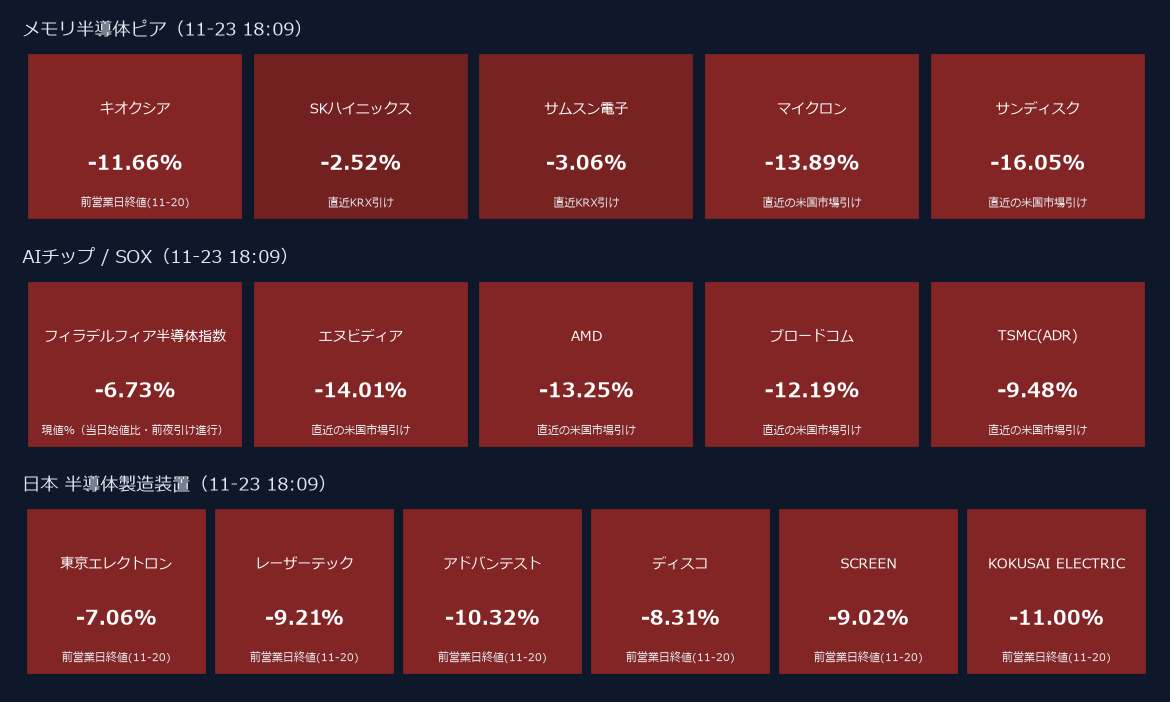 メモリ半導体ピア（11-23 18:09）
キオクシア
-11.66%
前営業日終値(11-20)
SKハイニックス
-2.52%
直近KRX引け
サムスン電子
-3.06%
直近KRX引け
マイクロン
-13.89%
直近の米国市場引け
サンディスク
-16.05%
直近の米国市場引け
AIチップ / SOX（11-23 18:09）
フィラデルフィア半導体指数
-6.73%
現値%（当日始値比・前夜引け進行）
エヌビディア
-14.01%
直近の米国市場引け
AMD
-13.25%
直近の米国市場引け
ブロードコム
-12.19%
直近の米国市場引け
TSMC(ADR)
-9.48%
直近の米国市場引け
日本 半導体製造装置（11-23 18:09）
東京エレクトロン
-7.06%
前営業日終値(11-20)
レーザーテック
-9.21%
前営業日終値(11-20)
アドバンテスト
-10.32%
前営業日終値(11-20)
ディスコ
-8.31%
前営業日終値(11-20)
SCREEN
-9.02%
前営業日終値(11-20)
KOKUSAI ELECTRIC
-11.00%
前営業日終値(11-20)